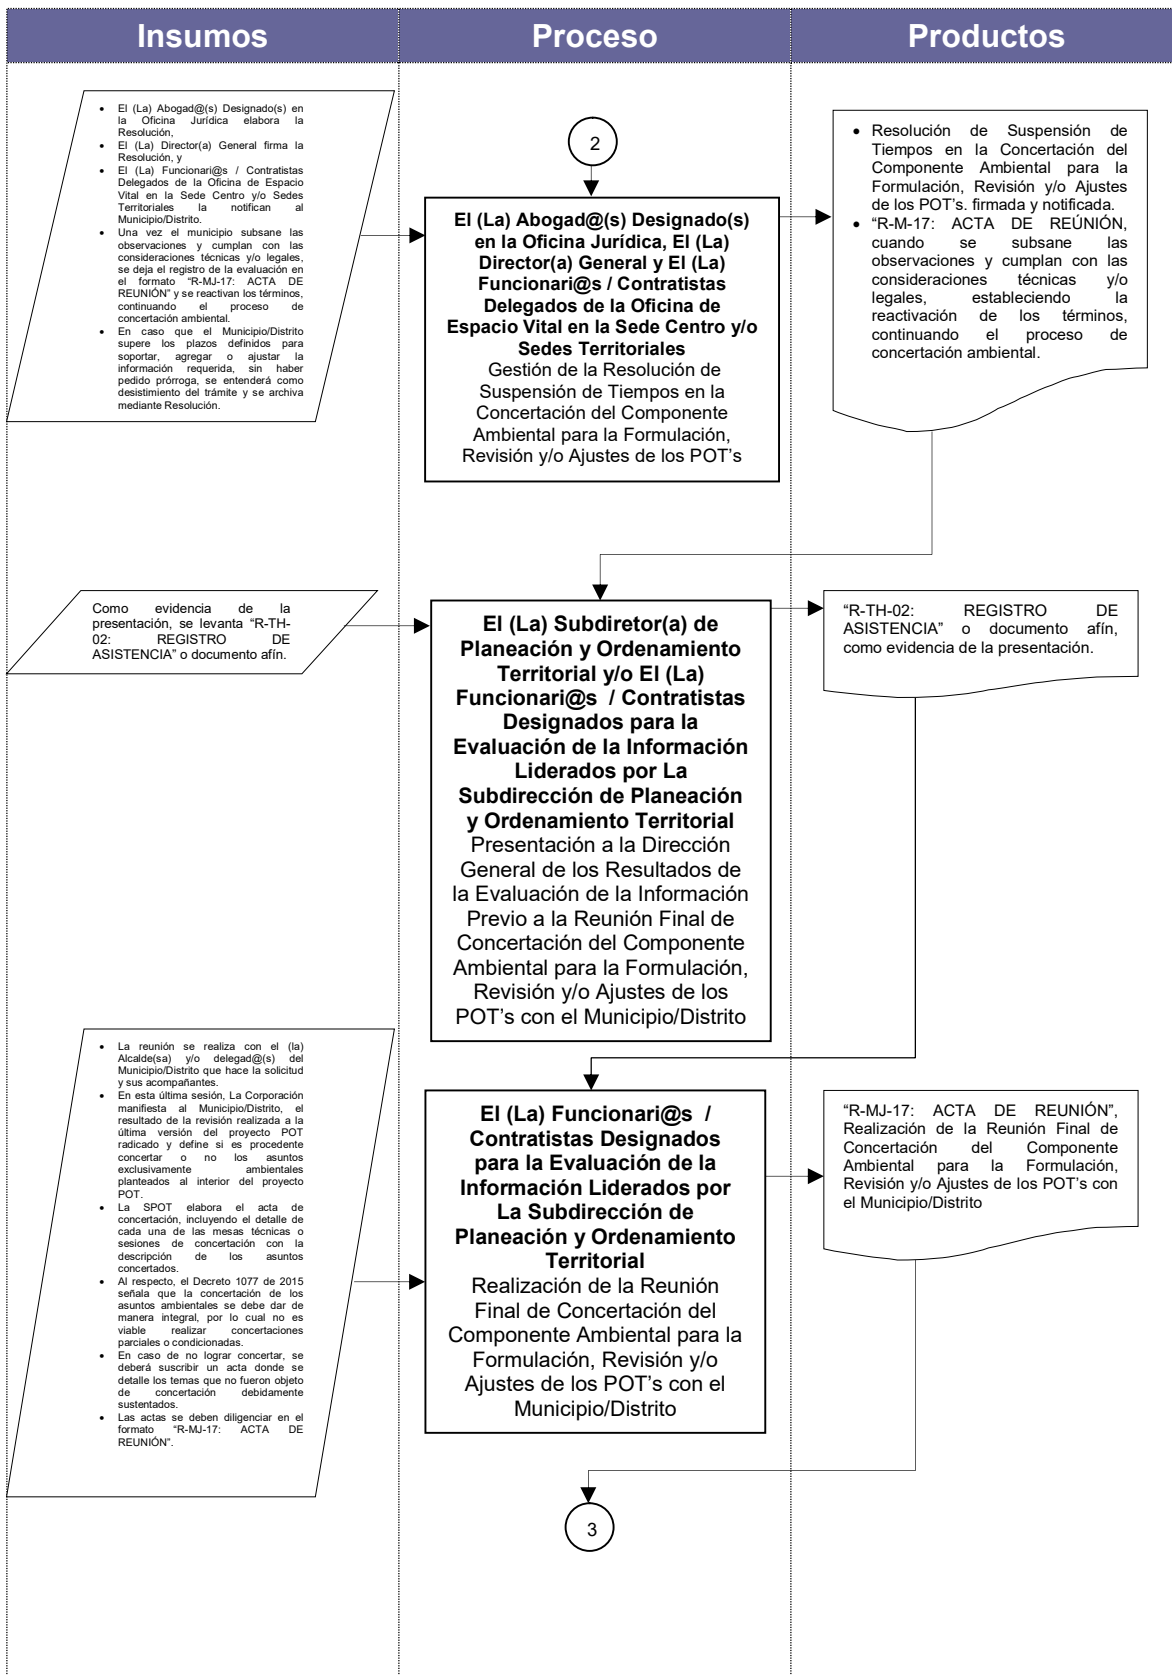 Insumos
Proceso
Productos
• El (La) Abogad@(s) Designado(s) en
la Oficina Jurídica elabora la
Resolución,
• El (La) Director(a) General firma la
Resolución, y
• El (La) Funcionari@s / Contratistas
Delegados de la Oficina de Espacio
Vital en la Sede Centro y/o Sedes
Territoriales la notifican al
Municipio/Distrito.
• Una vez el municipio subsane las
observaciones y cumplan con las
consideraciones técnicas y/o legales,
se deja el registro de la evaluación en
el formato “R-MJ-17: ACTA DE
REUNIÓN” y se reactivan los términos,
continuando el proceso de
concertación ambiental.
• En caso que el Municipio/Distrito
supere los plazos definidos para
soportar, agregar o ajustar la
información requerida, sin haber
pedido prórroga, se entenderá como
desistimiento del trámite y se archiva
mediante Resolución.
2
El (La) Abogad@(s) Designado(s)
en la Oficina Jurídica, El (La)
Director(a) General y El (La)
Funcionari@s / Contratistas
Delegados de la Oficina de
Espacio Vital en la Sede Centro y/o
Sedes Territoriales
Gestión de la Resolución de
Suspensión de Tiempos en la
Concertación del Componente
Ambiental para la Formulación,
Revisión y/o Ajustes de los POT’s
• Resolución de Suspensión de
Tiempos en la Concertación del
Componente Ambiental para la
Formulación, Revisión y/o Ajustes
de los POT’s. firmada y notificada.
• “R-M-17: ACTA DE REÚNIÓN,
cuando se subsane las
observaciones y cumplan con las
consideraciones técnicas y/o
legales, estableciendo la
reactivación de los términos,
continuando el proceso de
concertación ambiental.
Como evidencia de la
presentación, se levanta “R-TH-
02: REGISTRO DE
ASISTENCIA” o documento afín.
El (La) Subdiretor(a) de
Planeación y Ordenamiento
Territorial y/o El (La)
Funcionari@s / Contratistas
Designados para la
Evaluación de la Información
Liderados por La
Subdirección de Planeación
y Ordenamiento Territorial
Presentación a la Dirección
General de los Resultados de
la Evaluación de la Información
Previo a la Reunión Final de
Concertación del Componente
Ambiental para la Formulación,
Revisión y/o Ajustes de los
POT’s con el Municipio/Distrito
“R-TH-02: REGISTRO DE
ASISTENCIA” o documento afín,
como evidencia de la presentación.
• La reunión se realiza con el (la)
Alcalde(sa) y/o delegad@(s) del
Municipio/Distrito que hace la solicitud
y sus acompañantes.
• En esta última sesión, La Corporación
manifiesta al Municipio/Distrito, el
resultado de la revisión realizada a la
última versión del proyecto POT
radicado y define si es procedente
concertar o no los asuntos
exclusivamente ambientales
planteados al interior del proyecto
POT.
• La SPOT elabora el acta de
concertación, incluyendo el detalle de
cada una de las mesas técnicas o
sesiones de concertación con la
descripción de los asuntos
concertados.
• Al respecto, el Decreto 1077 de 2015
señala que la concertación de los
asuntos ambientales se debe dar de
manera integral, por lo cual no es
viable realizar concertaciones
parciales o condicionadas.
• En caso de no lograr concertar, se
deberá suscribir un acta donde se
detalle los temas que no fueron objeto
de concertación debidamente
sustentados.
• Las actas se deben diligenciar en el
formato “R-MJ-17: ACTA DE
REUNIÓN”.
El (La) Funcionari@s /
Contratistas Designados
para la Evaluación de la
Información Liderados por
La Subdirección de
Planeación y Ordenamiento
Territorial
Realización de la Reunión
Final de Concertación del
Componente Ambiental para la
Formulación, Revisión y/o
Ajustes de los POT’s con el
Municipio/Distrito
“R-MJ-17: ACTA DE REUNIÓN”,
Realización de la Reunión Final de
Concertación del Componente
Ambiental para la Formulación,
Revisión y/o Ajustes de los POT’s con
el Municipio/Distrito
3